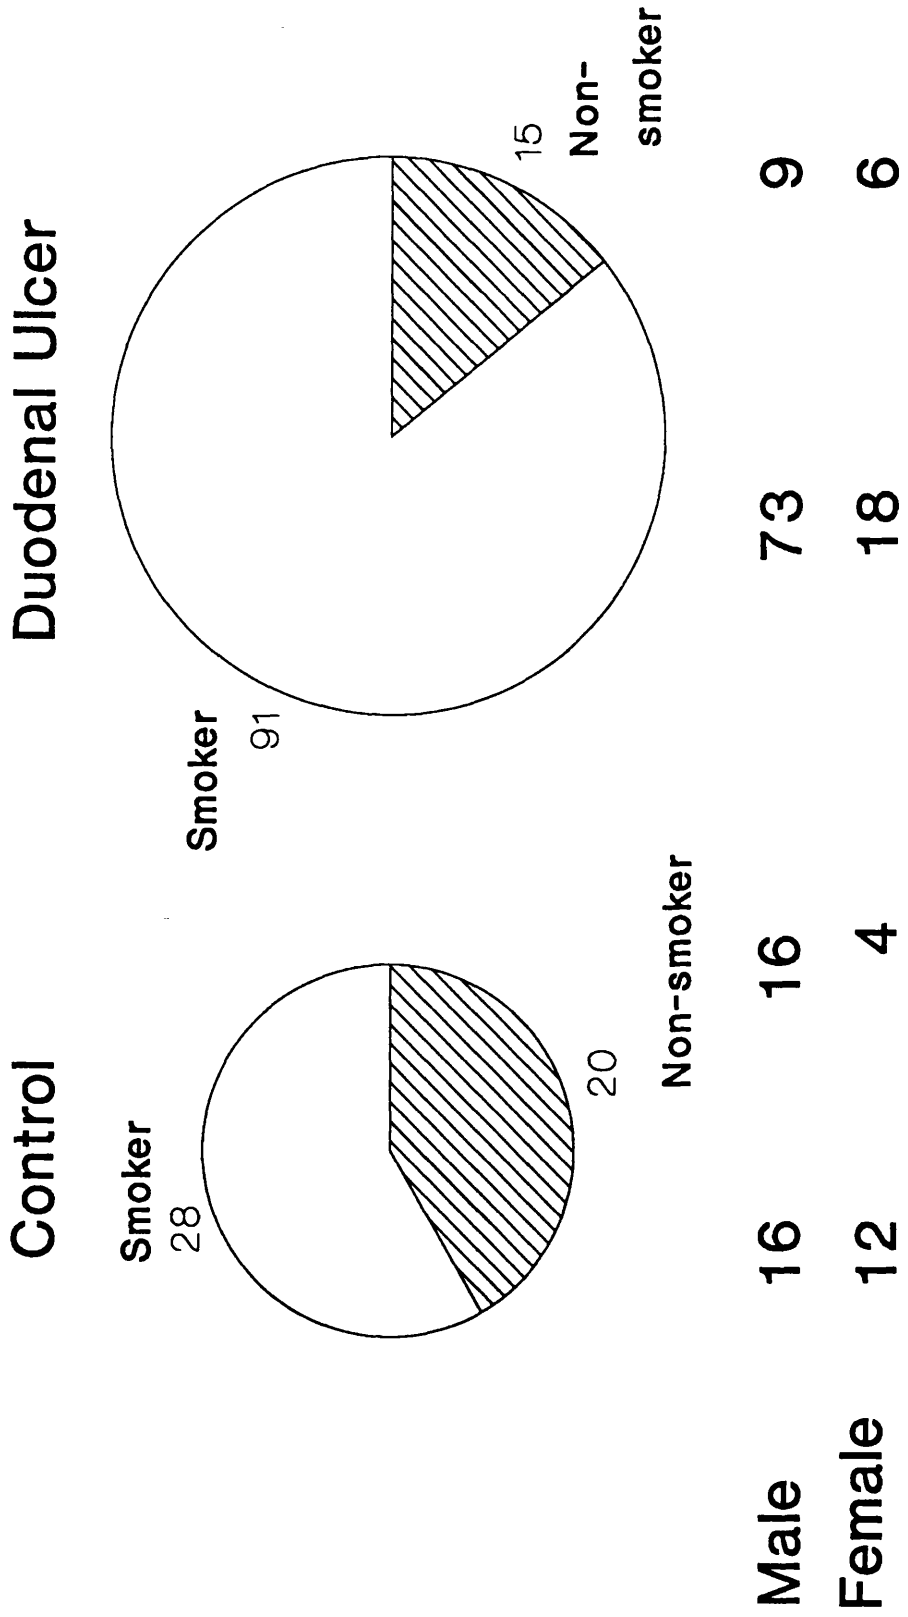 Control
Duodenal Ulcer
Smoker
28
20
Non-smoker
Smoker
91
15
Non-
smoker
Male 16 16 73 9
Female 12 4 18 6